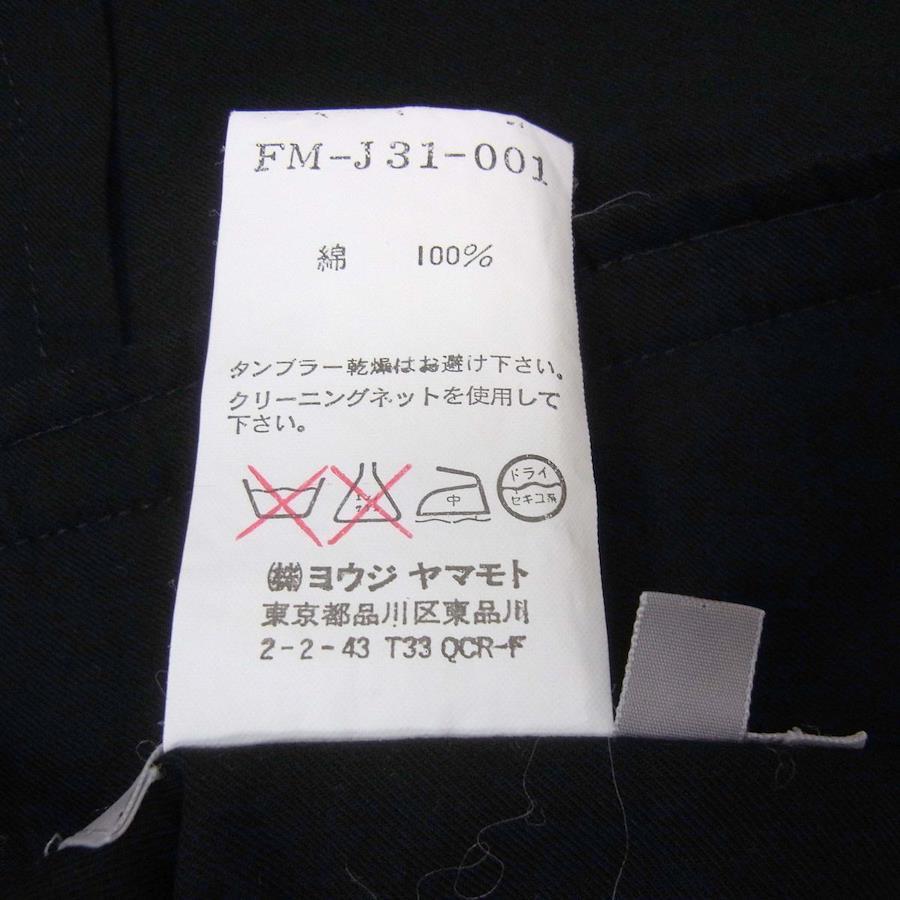 FM-J31-001
綿 100%
タンブラー乾燥はお避け下さい。
クリーニングネットを使用して
下さい。
中
ドライ
セキユ系
㈱ヨウジ ヤマモト
東京都品川区東品川
2-2-43 T33 QCR-F